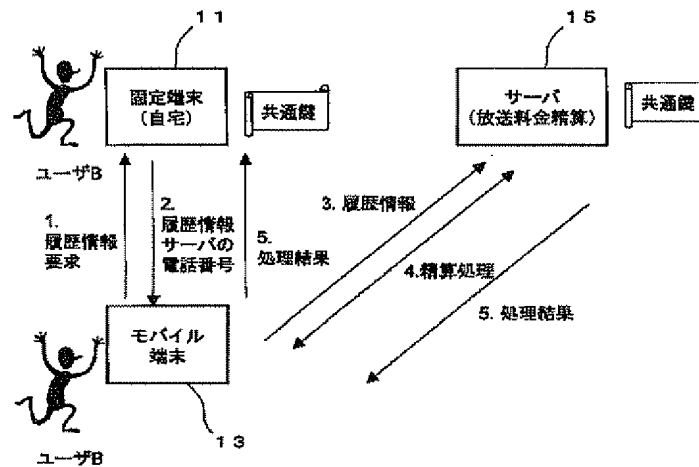 11
15
固定端末
(自宅)
共通鍵
サーバ
(放送料金精算)
共通鍵
ユーザB
1.
履歴情報
要求
2.
履歴情報
サーバの
電話番号
5.
処理結果
3. 履歴情報
4.精算処理
5. 処理結果
モバイル
端末
13
ユーザB